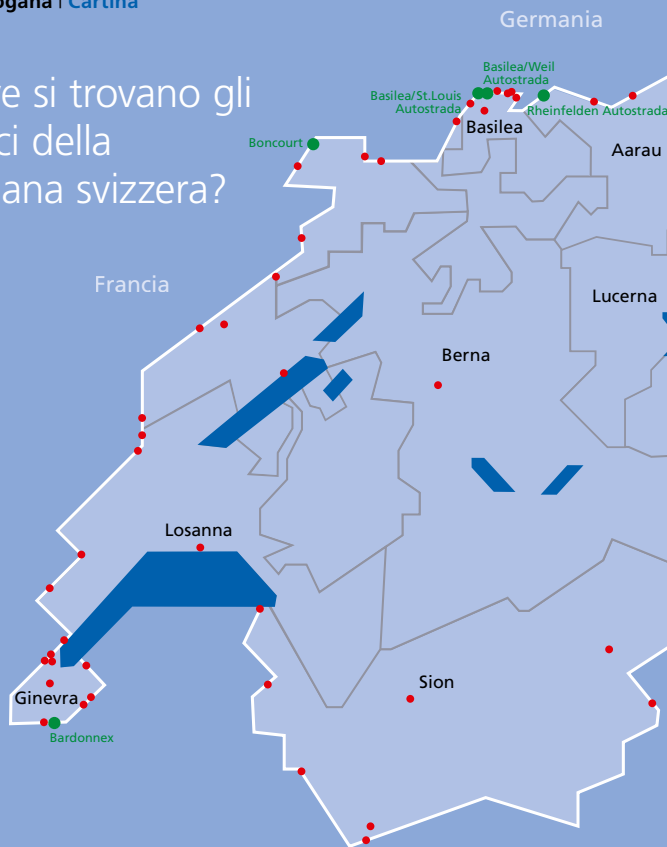 ogana | Cartina
Germania
e si trovano gli
ci della
ana svizzera?
Basilea/Weil
Autostrada
Basilea/St.Louis
Autostrada
Rheinfelden Autostrada
Basilea
Boncourt
Aarau
Francia
Lucerna
Berna
Losanna
Sion
Ginevra
Bardonnex